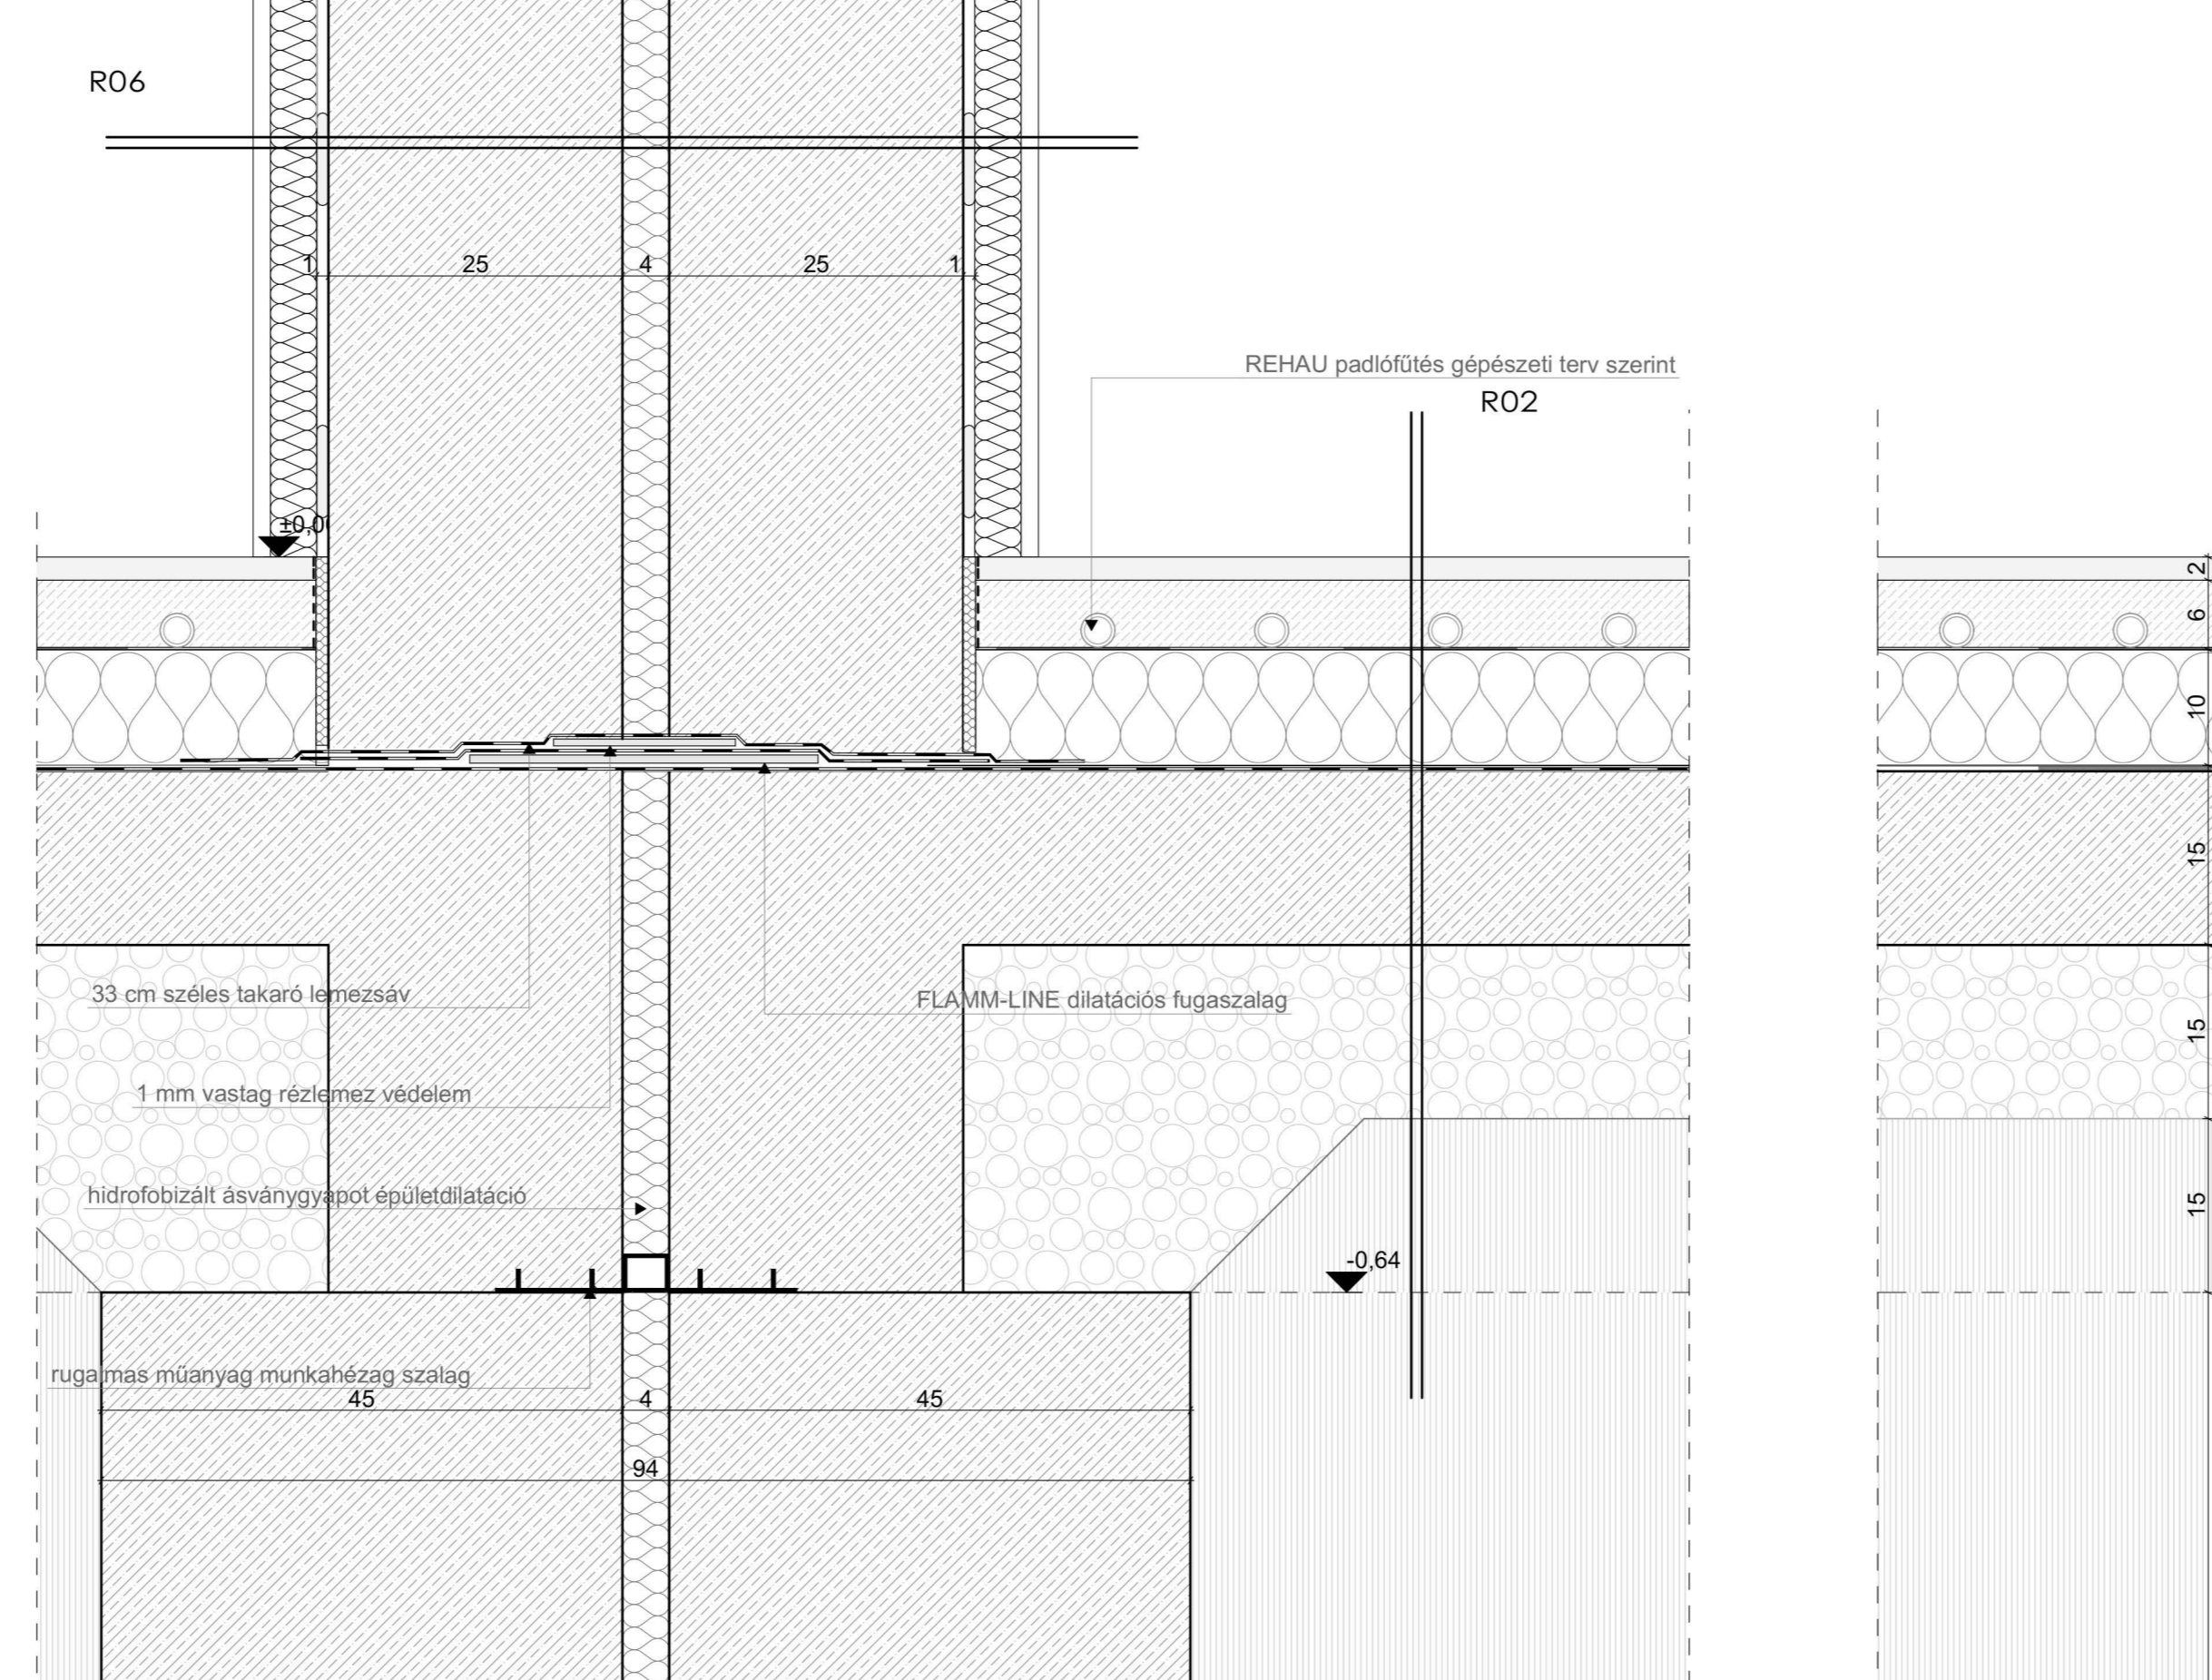 R06
1 25 4 25 1
REHAU padlófűtés gépészeti terv szerint
R02
±0,0
2
6
10
15
33 cm széles takaró lemezsáv
FLAMM-LINE dilatációs fugaszalag
15
1 mm vastag rézlemez védelem
hidrofobizált ásványgyapot épületdilatáció
15
-0,64
rugalmas műanyag munkahézag szalag
45 4 45
94